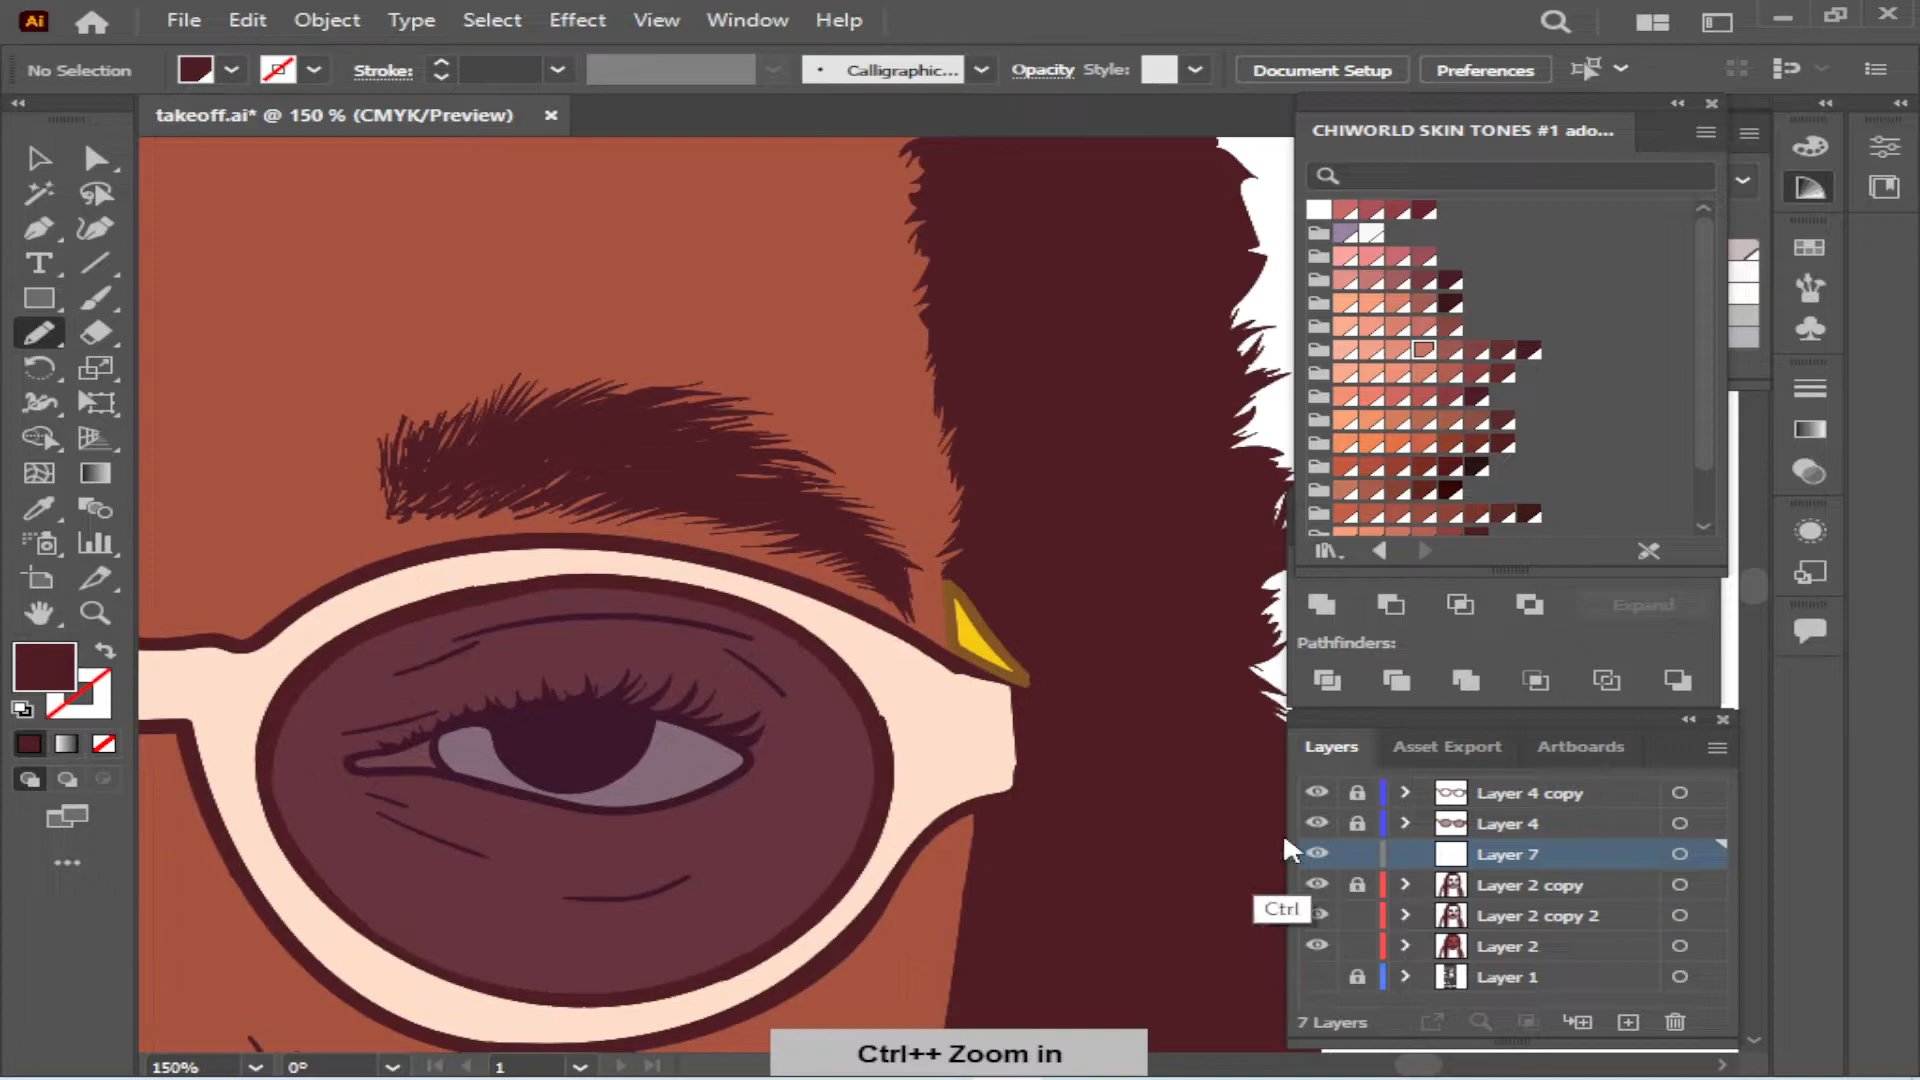 Ai
File Edit Object Type Select Effect View Window Help
No Selection Stroke: Calligraphic... Opacity Style: Document Setup Preferences
takeoff.ai* @ 150 % (CMYK/Preview)
CHIWORLD SKIN TONES #1 ado...
Expand
Pathfinders:
Layers Asset Export Artboards
Layer 4 copy
Layer 4
Layer 7
Layer 2 copy
Ctrl
Layer 2 copy 2
Layer 2
Layer 1
7 Layers
Ctrl++ Zoom in
150% 0° 1